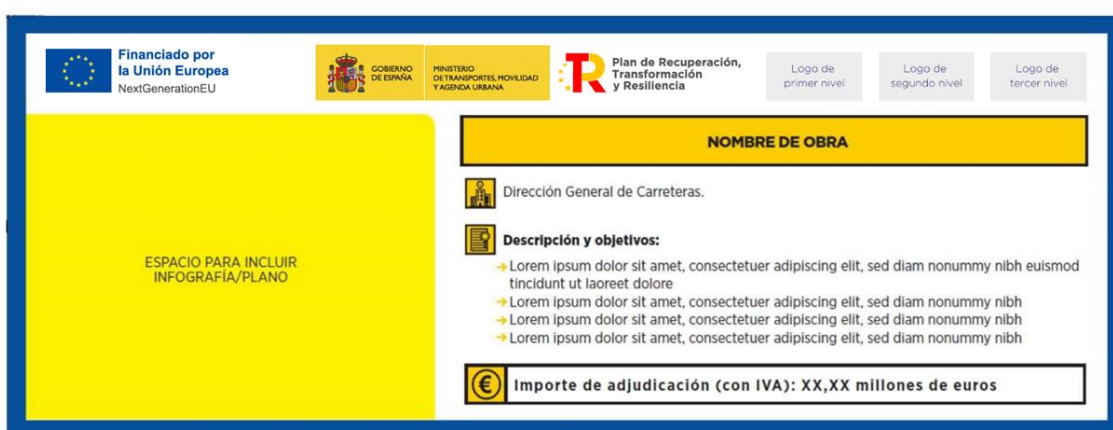 Financiado por
la Unión Europea
NextGenerationEU
GOBIERNO
DE ESPAÑA
MINISTERIO
DE TRANSPORTES, MOVILIDAD
Y AGENDA URBANA
Plan de Recuperación,
Transformación
y Resiliencia
Logo de
primer nivel
Logo de
segundo nivel
Logo de
tercer nivel
ESPACIO PARA INCLUIR
INFOGRAFÍA/PLANO
NOMBRE DE OBRA
Dirección General de Carreteras.
Descripción y objetivos:
→Lorem ipsum dolor sit amet, consectetuer adipiscing elit, sed diam nonummy nibh euismod
tincidunt ut laoreet dolore
→Lorem ipsum dolor sit amet, consectetuer adipiscing elit, sed diam nonummy nibh
→Lorem ipsum dolor sit amet, consectetuer adipiscing elit, sed diam nonummy nibh
→Lorem ipsum dolor sit amet, consectetuer adipiscing elit, sed diam nonummy nibh
€ Importe de adjudicación (con IVA): XX,XX millones de euros